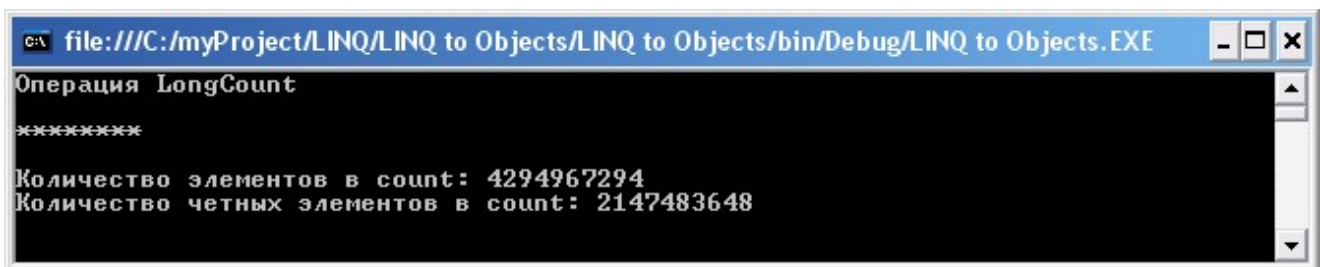 file:///C:/myProject/LINQ/LINQ to Objects/LINQ to Objects/bin/Debug/LINQ to Objects.EXE
Операция LongCount
********
Количество элементов в count: 4294967294
Количество четных элементов в count: 2147483648